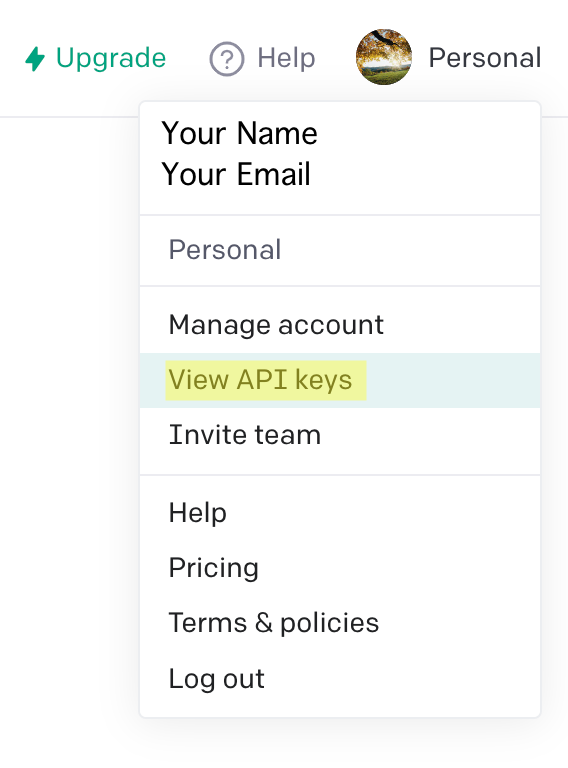 Upgrade ? Help Personal
Your Name
Your Email
Personal
Manage account
View API keys
Invite team
Help
Pricing
Terms & policies
Log out